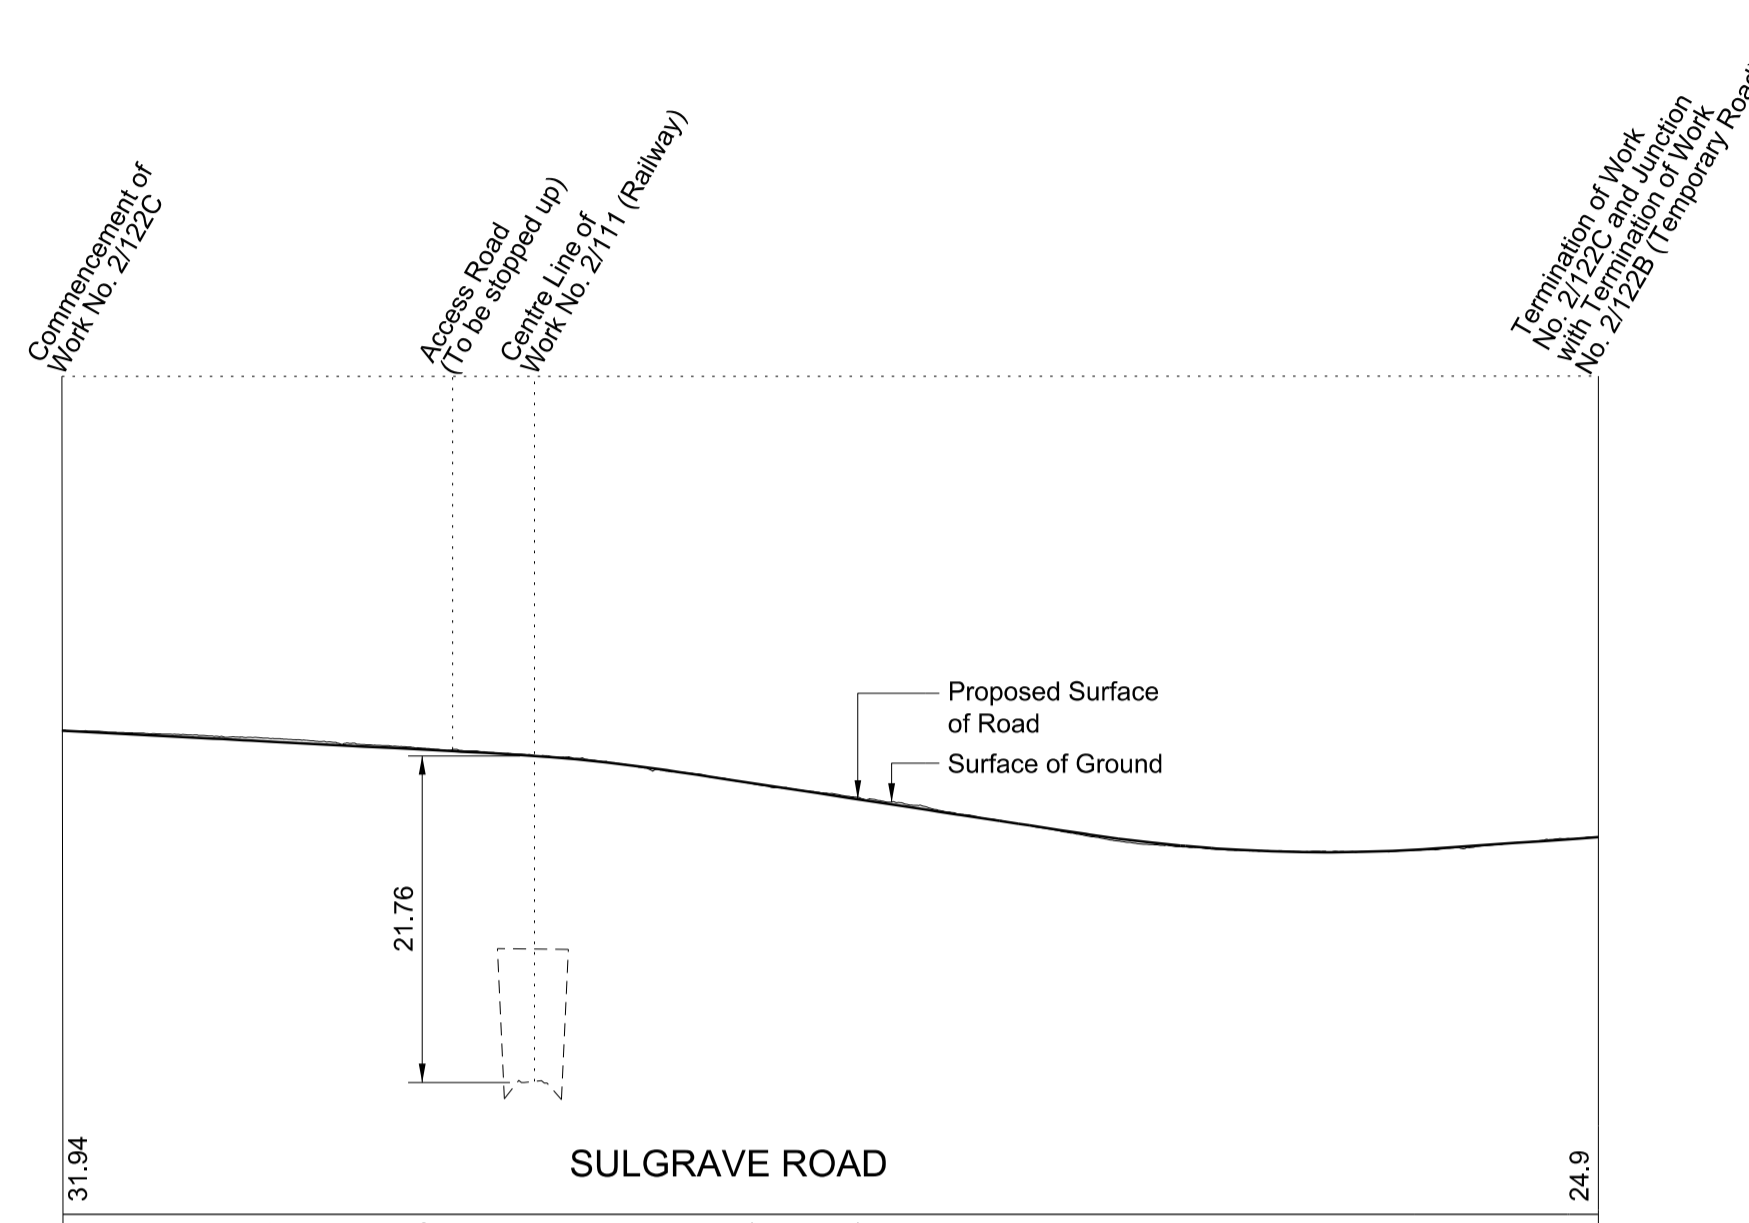 Commencement of
Work No. 2/122C
Access Road
(To be stopped up)
Centre Line of
Work No. 2/111 (Railway)
Termination of Work
No. 2/122C and Junction
with Termination of Work
No. 2/122B (Temporary Road)
Proposed Surface
of Road
Surface of Ground
21.76
31.94
SULGRAVE ROAD
24.9